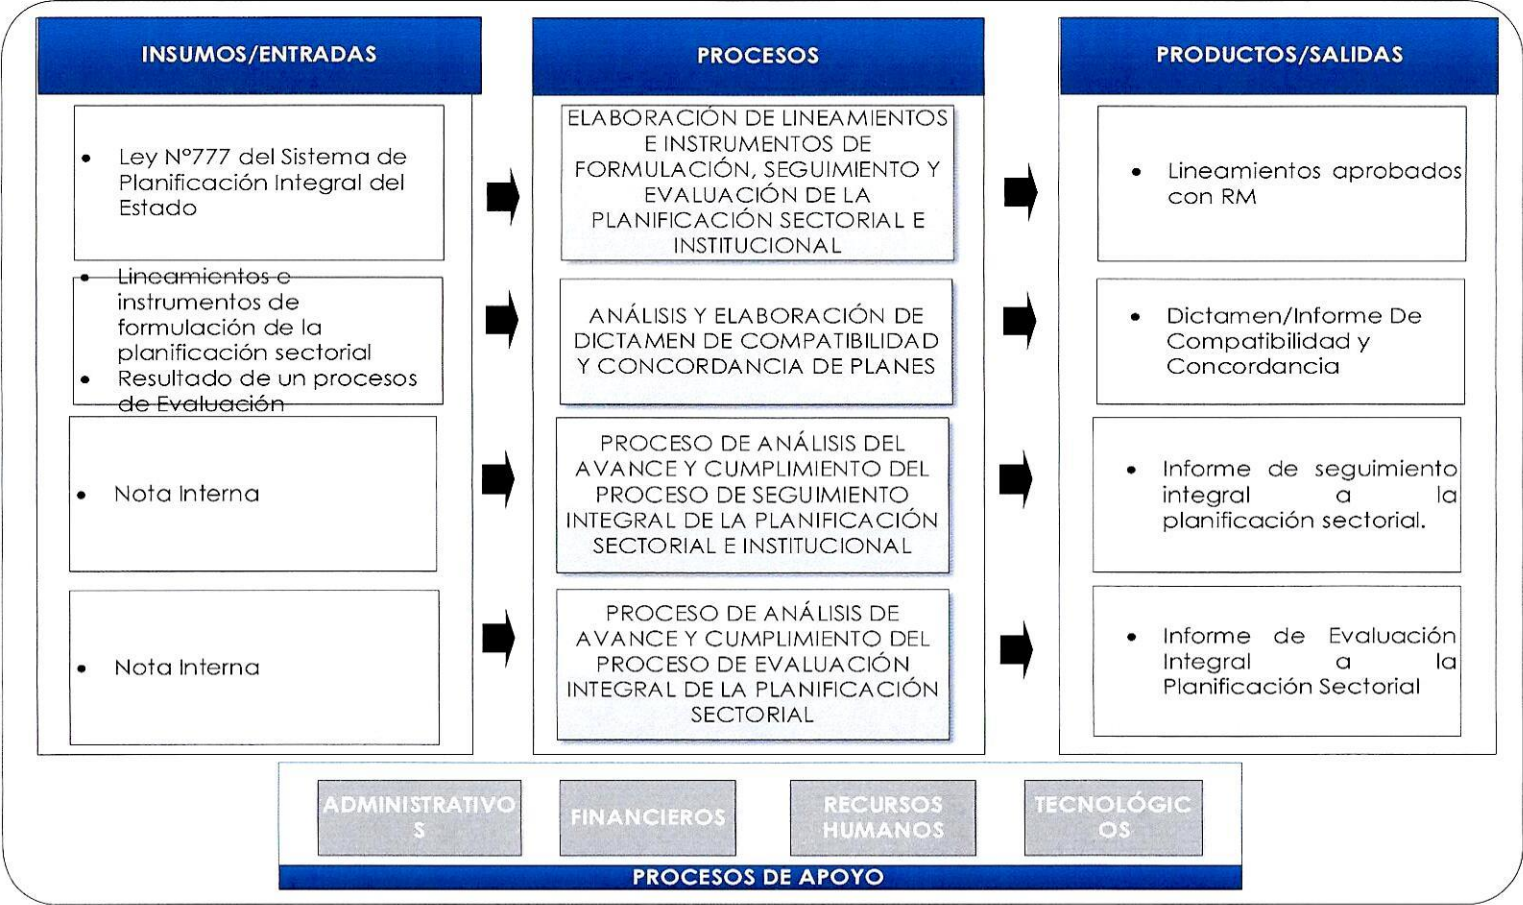 INSUMOS/ENTRADAS
PROCESOS
PRODUCTOS/SALIDAS
• Ley N°777 del Sistema de
Planificación Integral del
Estado
ELABORACIÓN DE LINEAMIENTOS
E INSTRUMENTOS DE
FORMULACIÓN, SEGUIMIENTO Y
EVALUACIÓN DE LA
PLANIFICACIÓN SECTORIAL E
INSTITUCIONAL
• Lineamientos aprobados
con RM
• Lineamientos e
instrumentos de
formulación de la
planificación sectorial
• Resultado de un procesos
de Evaluación
ANÁLISIS Y ELABORACIÓN DE
DICTAMEN DE COMPATIBILIDAD
Y CONCORDANCIA DE PLANES
• Dictamen/Informe De
Compatibilidad y
Concordancia
• Nota Interna
PROCESO DE ANÁLISIS DEL
AVANCE Y CUMPLIMIENTO DEL
PROCESO DE SEGUIMIENTO
INTEGRAL DE LA PLANIFICACIÓN
SECTORIAL E INSTITUCIONAL
• Informe de seguimiento
integral a la
planificación sectorial.
• Nota Interna
PROCESO DE ANÁLISIS DE
AVANCE Y CUMPLIMIENTO DEL
PROCESO DE EVALUACIÓN
INTEGRAL DE LA PLANIFICACIÓN
SECTORIAL
• Informe de Evaluación
Integral a la
Planificación Sectorial
ADMINISTRATIVO
S
FINANCIEROS
RECURSOS
HUMANOS
TECNOLÓGIC
OS
PROCESOS DE APOYO